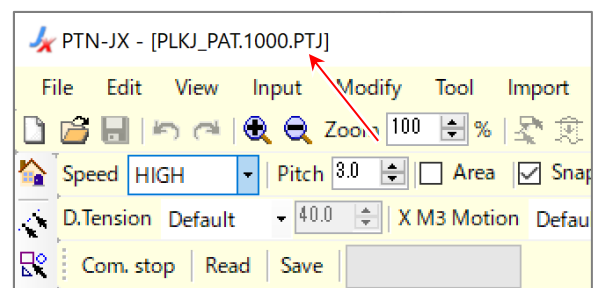 PTN-JX - [PLKJ_PAT.1000.PTJ]
File Edit View Input Modify Tool Import
Zoom 100 %
Speed HIGH Pitch 3.0 Area Snap
D.Tension Default 40.0 X M3 Motion Defau
Com. stop Read Save